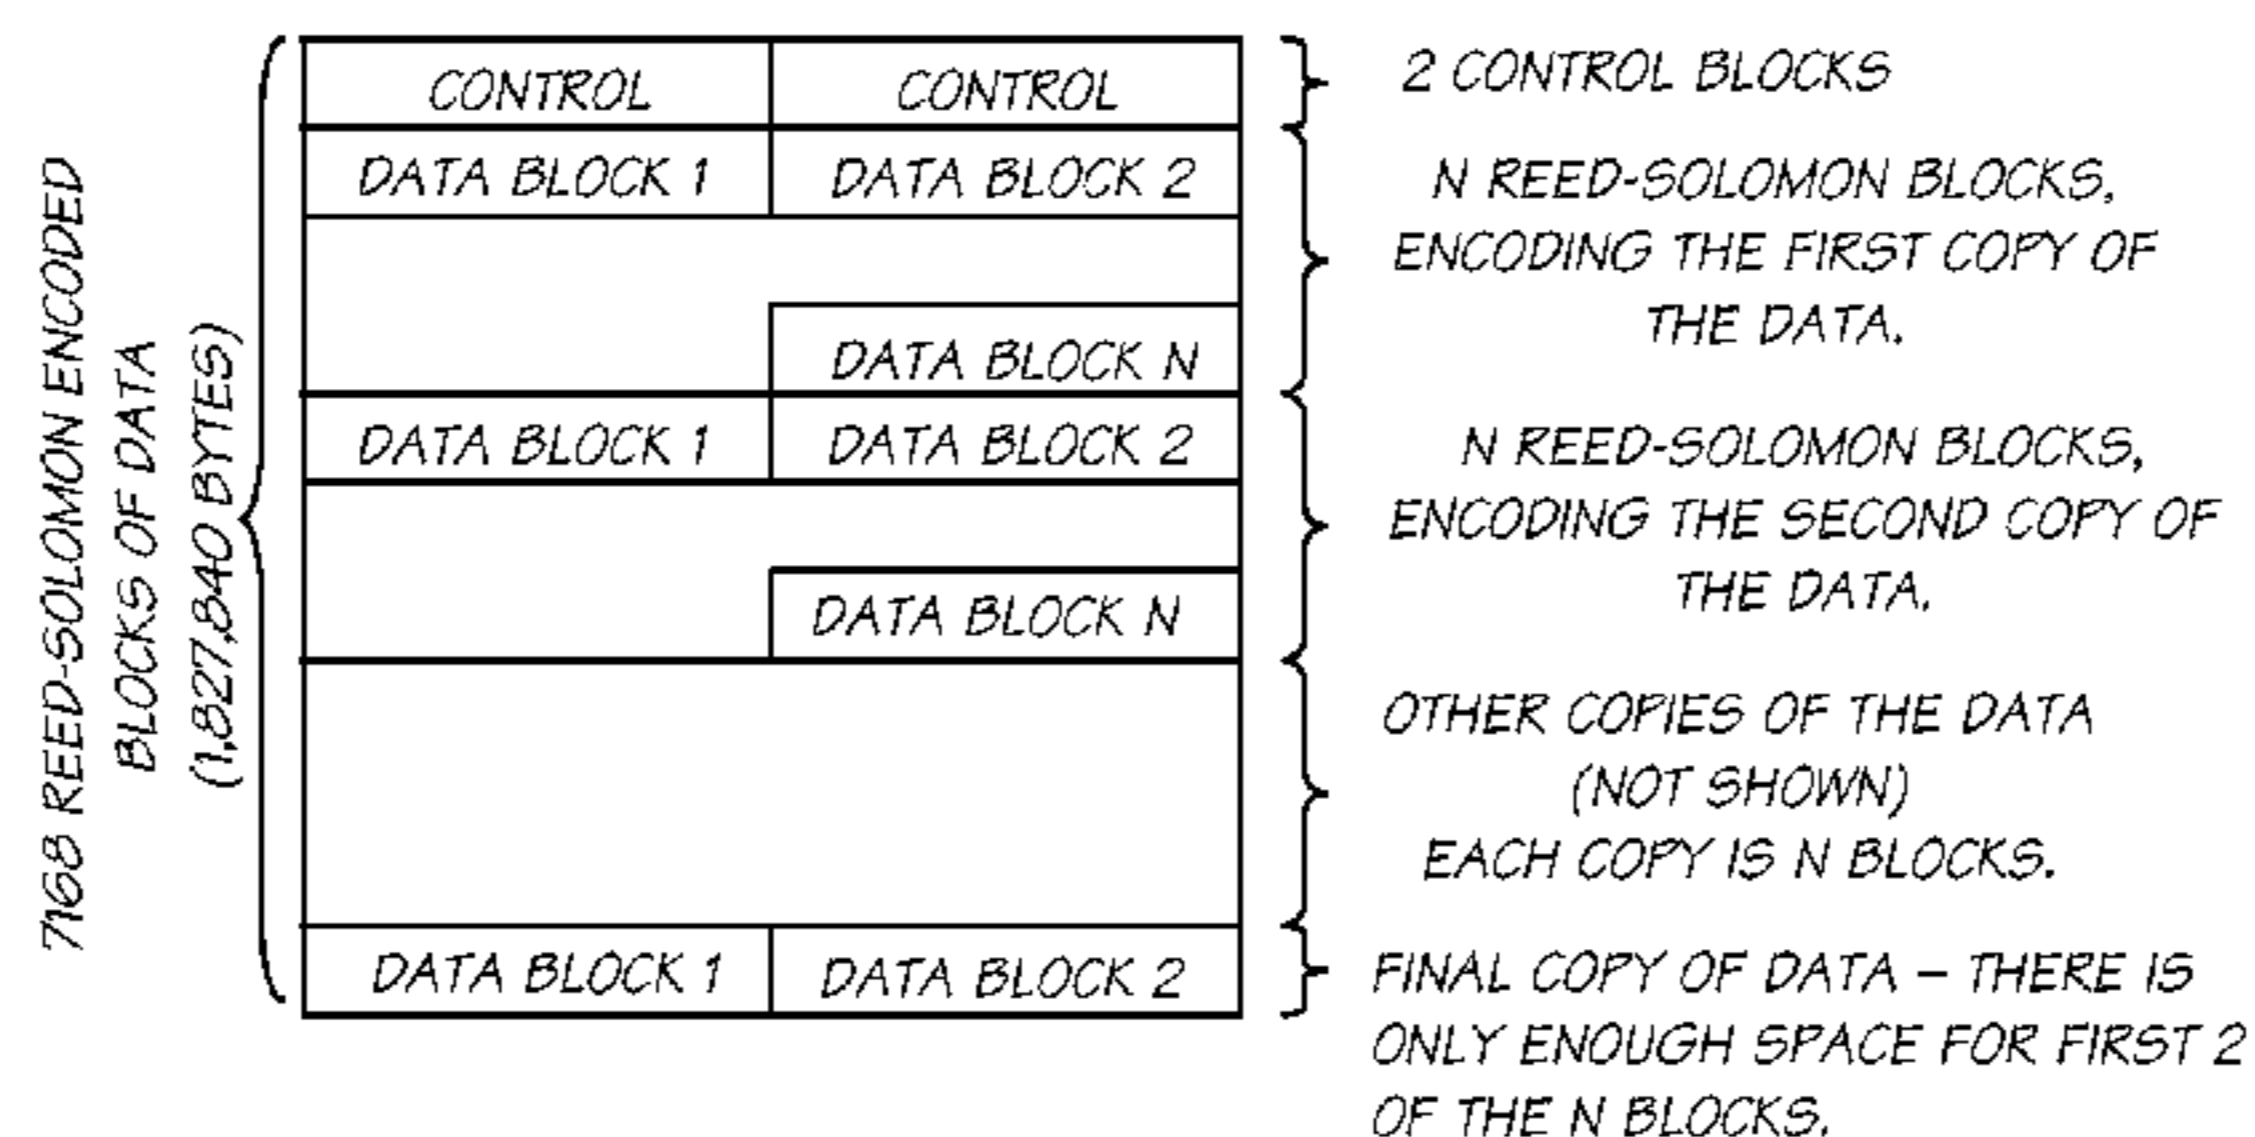 7168 REED-SOLOMON ENCODED
BLOCKS OF DATA
(1,827,840 BYTES)
CONTROL CONTROL
DATA BLOCK 1 DATA BLOCK 2
DATA BLOCK N
DATA BLOCK 1 DATA BLOCK 2
DATA BLOCK N
DATA BLOCK 1 DATA BLOCK 2
2 CONTROL BLOCKS
N REED-SOLOMON BLOCKS,
ENCODING THE FIRST COPY OF
THE DATA.
N REED-SOLOMON BLOCKS,
ENCODING THE SECOND COPY OF
THE DATA.
OTHER COPIES OF THE DATA
(NOT SHOWN)
EACH COPY IS N BLOCKS.
FINAL COPY OF DATA – THERE IS
ONLY ENOUGH SPACE FOR FIRST 2
OF THE N BLOCKS.